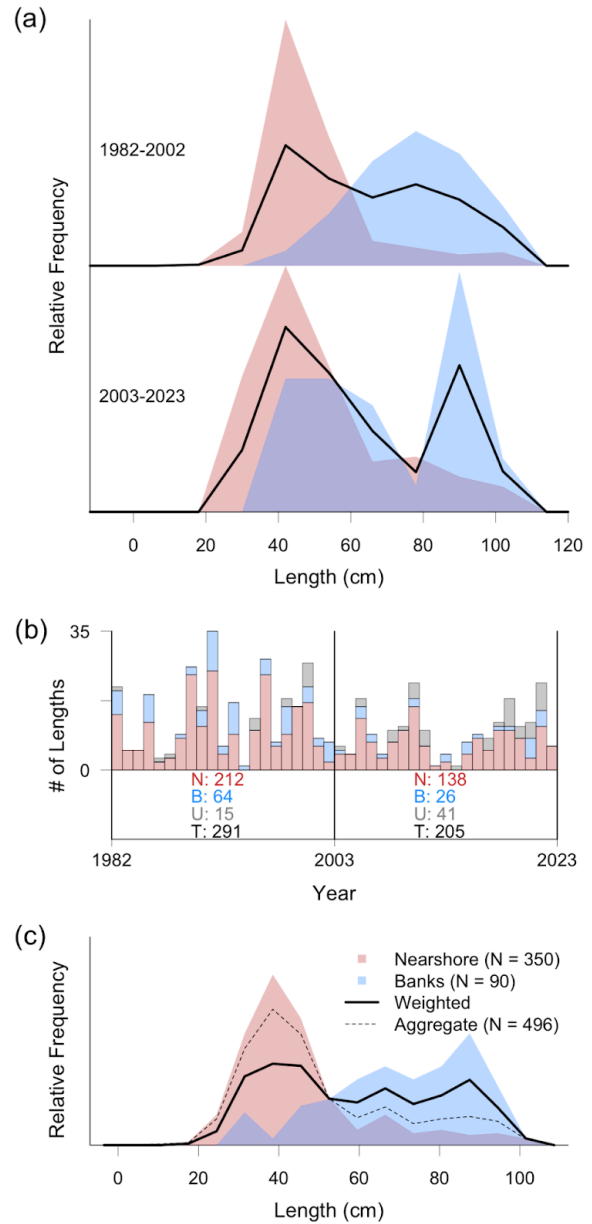 (a)
Relative Frequency
1982-2002
2003-2023
0 20 40 60 80 100 120
Length (cm)
(b)
# of Lengths
35
0
N: 212
B: 64
U: 15
T: 291
N: 138
B: 26
U: 41
T: 205
1982 2003 2023
Year
(c)
Relative Frequency
Nearshore (N = 350)
Banks (N = 90)
Weighted
Aggregate (N = 496)
0 20 40 60 80 100
Length (cm)